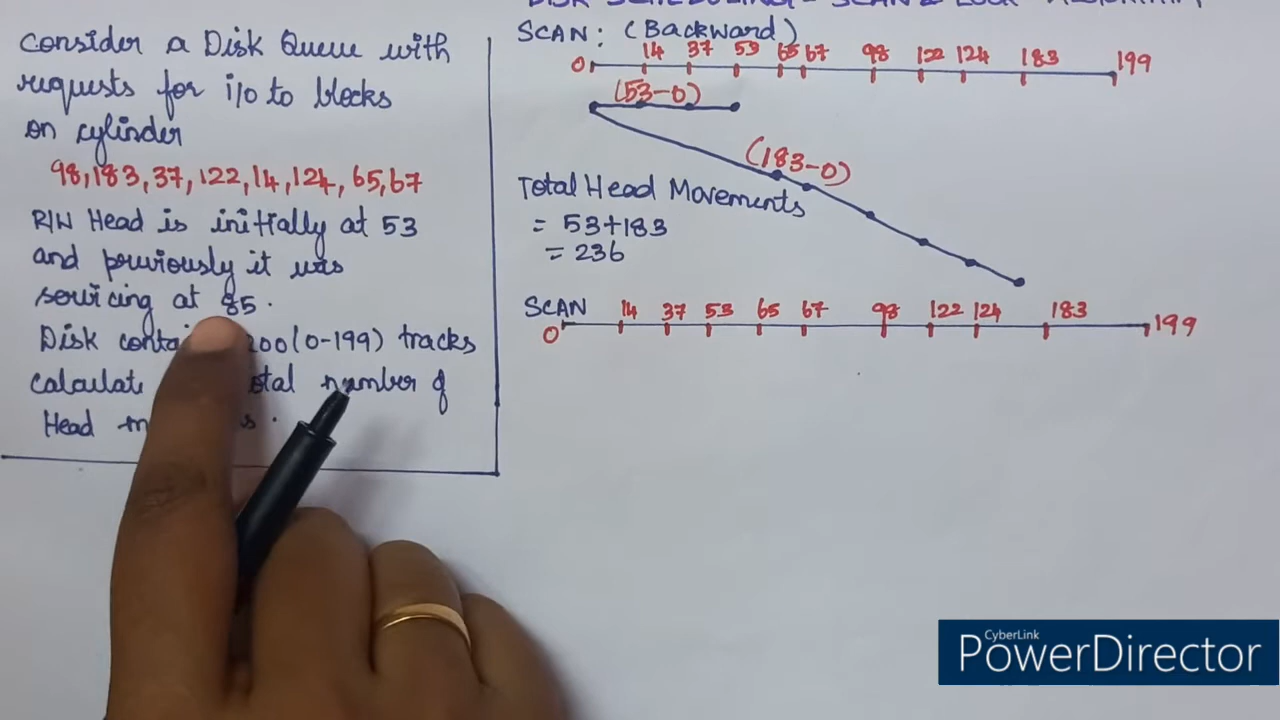 Consider a Disk Queue with
requests for i/o to blocks
on cylinder
98, 183, 37, 122, 14, 124, 65, 67
R/W Head is initially at 53
and previously it was
servicing at 85.
Disk 200 (0-199) tracks
Calculate number of
Head
SCAN: (Backward)
0 14 37 53 65 67 98 122 124 183 199
(53-0)
(183-0)
Total Head Movements
= 53+183
= 236
SCAN
0 14 37 53 65 67 98 122 124 183 199
CyberLink
PowerDirector